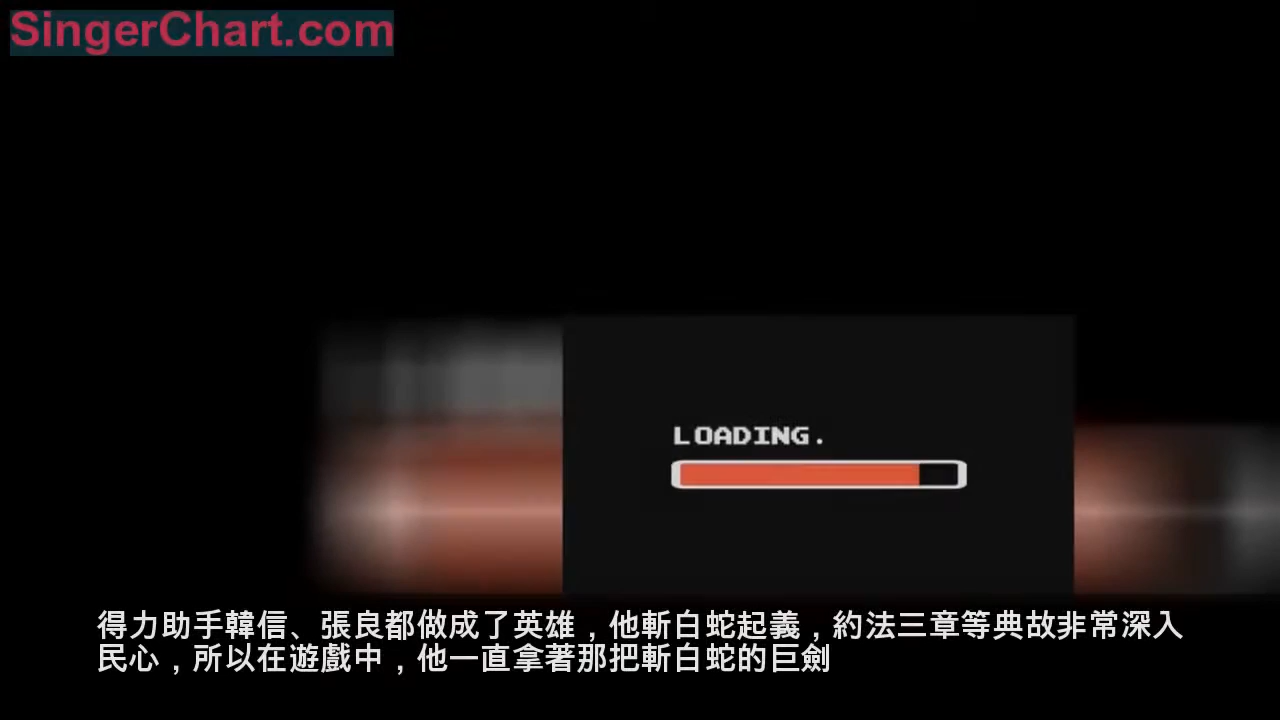 SingerChart.com
LOADING.
得力助手韓信、張良都做成了英雄，他斬白蛇起義，約法三章等典故非常深入
民心，所以在遊戲中，他一直拿著那把斬白蛇的巨劍